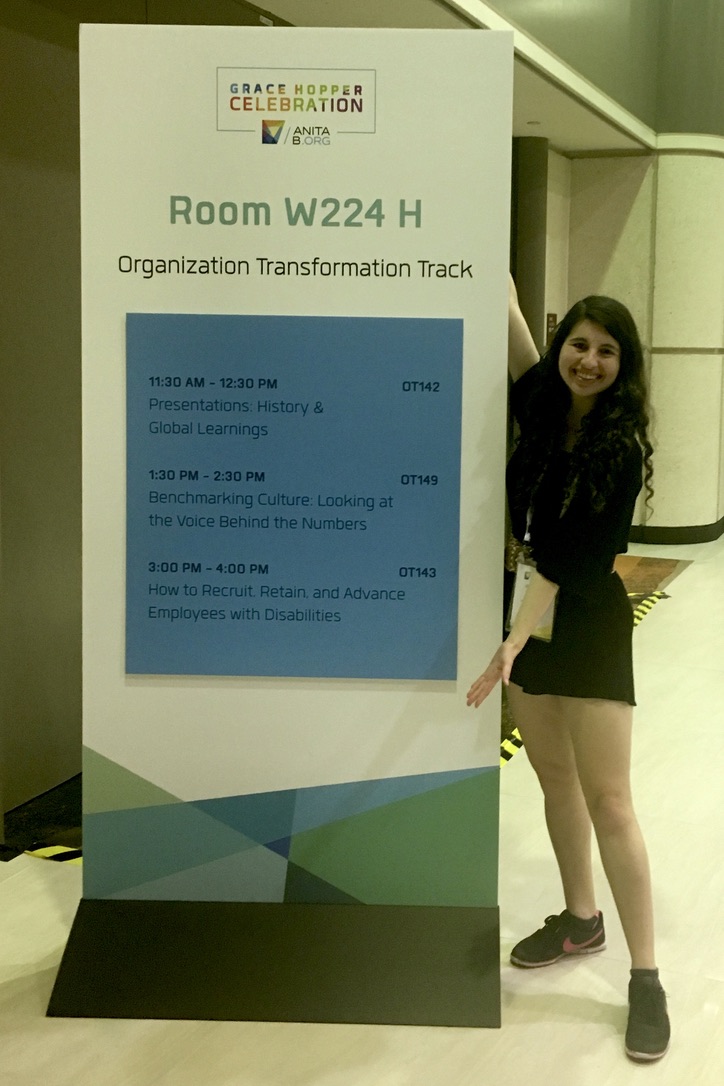 GRACE HOPPER
CELEBRATION
ANITA
B.ORG
Room W224 H
Organization Transformation Track
11:30 AM - 12:30 PM OT142
Presentations: History &
Global Learnings
1:30 PM - 2:30 PM OT149
Benchmarking Culture: Looking at
the Voice Behind the Numbers
3:00 PM - 4:00 PM OT143
How to Recruit, Retain, and Advance
Employees with Disabilities